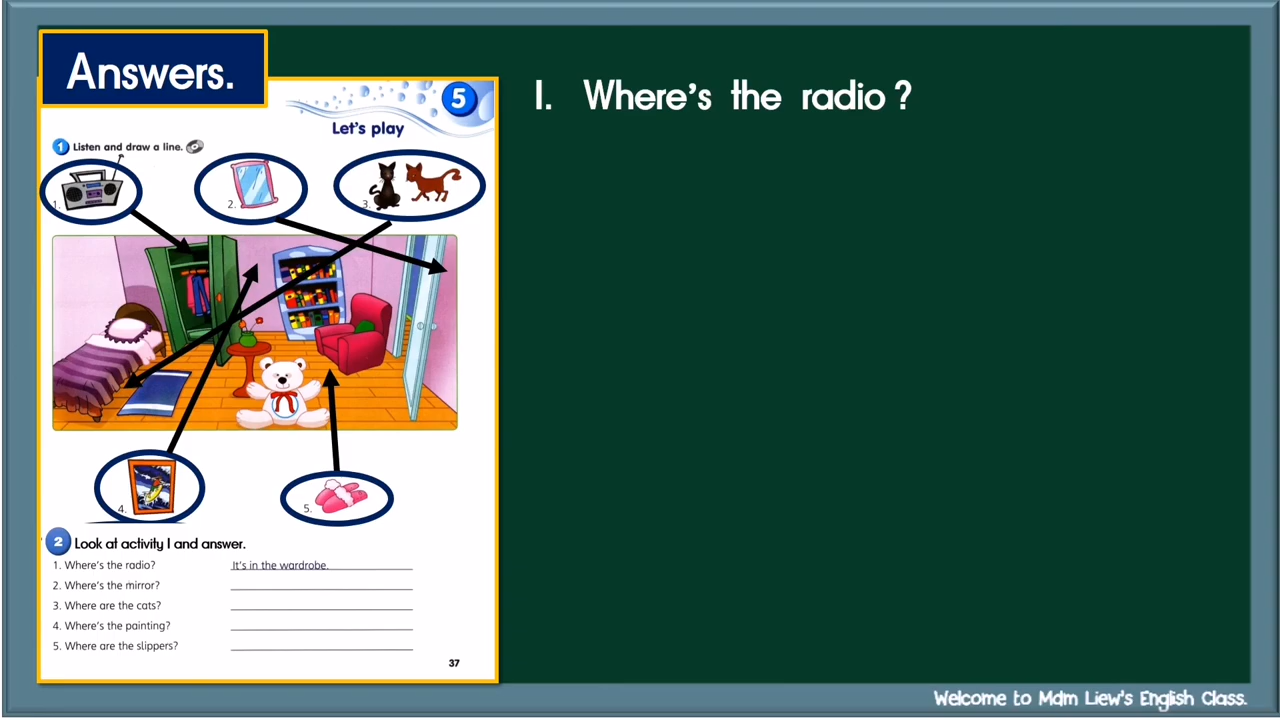 Answers.
I. Where's the radio ?
5
Let's play
1 Listen and draw a line.
1.
2.
3.
4.
5.
2 Look at activity I and answer.
1. Where's the radio? It's in the wardrobe.
2. Where's the mirror?
3. Where are the cats?
4. Where's the painting?
5. Where are the slippers?
37
Welcome to Mdm Liew's English Class.